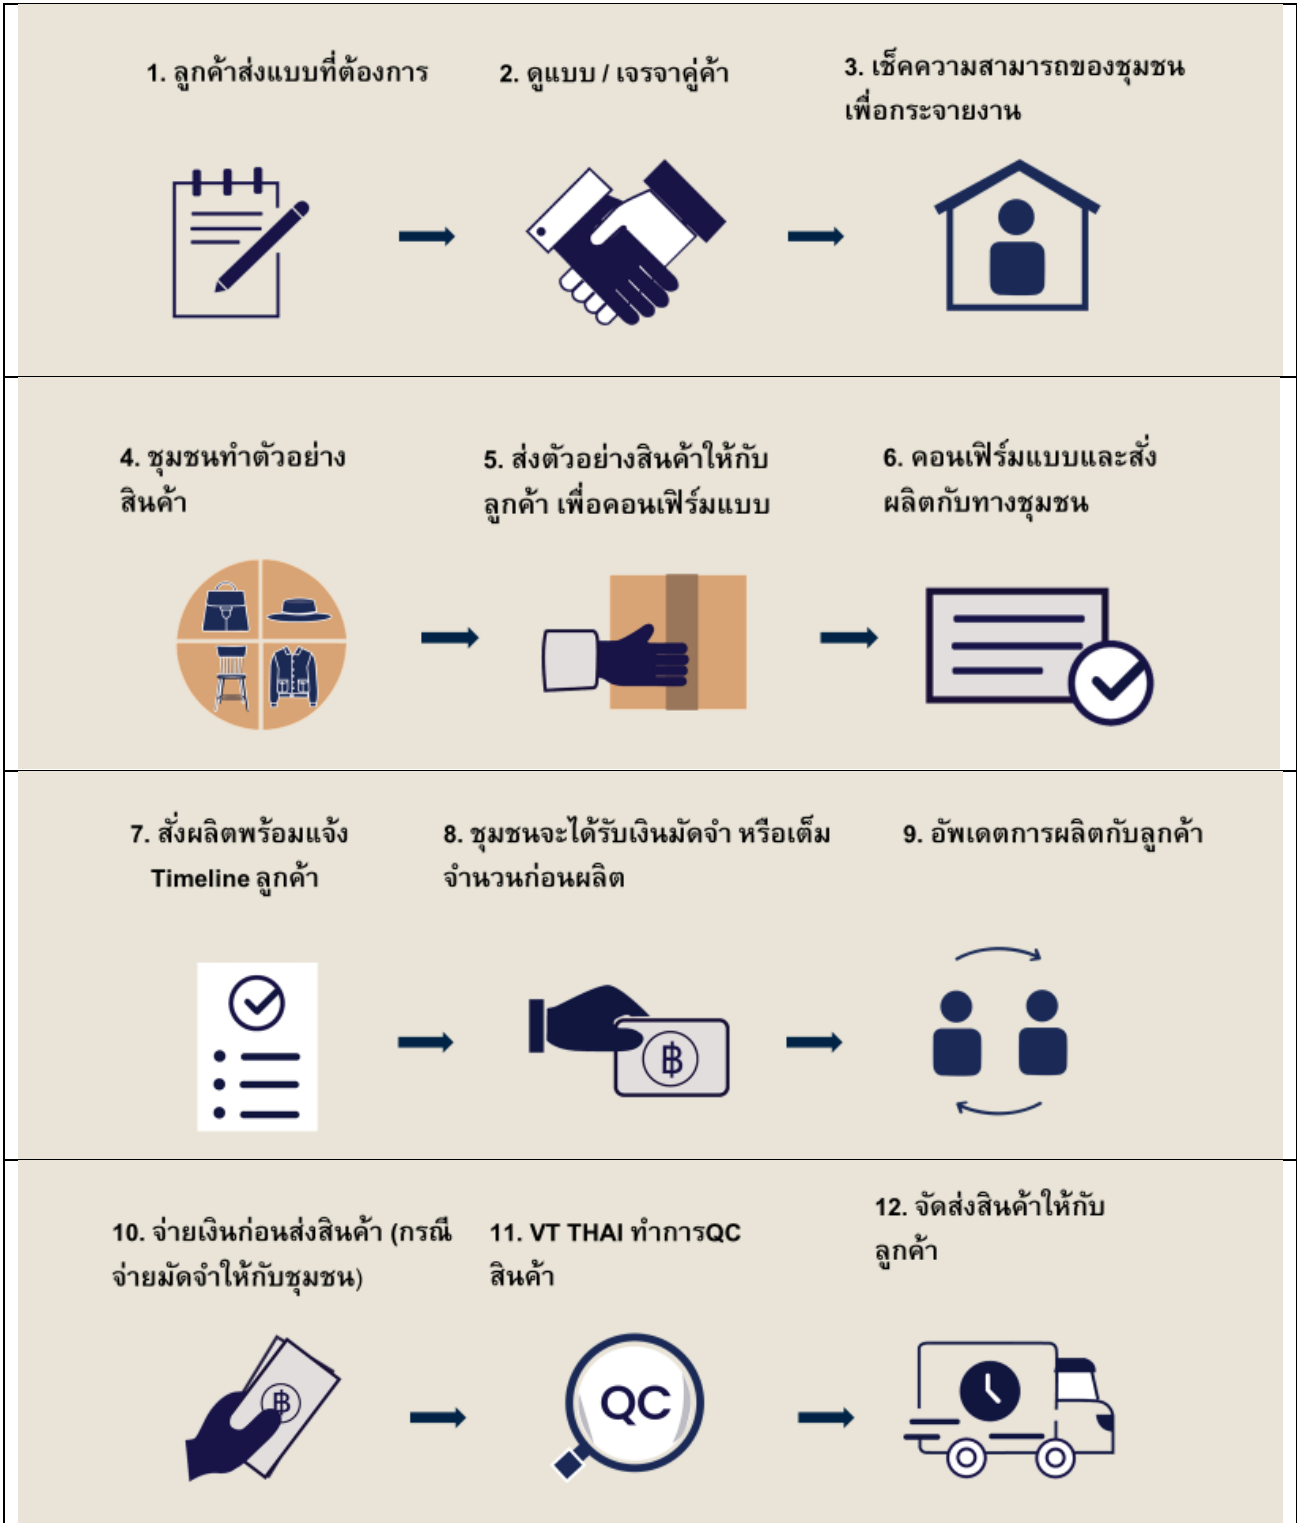 1. ลูกค้าส่งแบบที่ต้องการ
2. ดูแบบ / เจรจาคู่ค้า
3. เช็คความสามารถของชุมชน
เพื่อกระจายงาน
4. ชุมชนทำตัวอย่าง
สินค้า
5. ส่งตัวอย่างสินค้าให้กับ
ลูกค้า เพื่อคอนเฟิร์มแบบ
6. คอนเฟิร์มแบบและสั่ง
ผลิตกับทางชุมชน
7. สั่งผลิตพร้อมแจ้ง
Timeline ลูกค้า
8. ชุมชนจะได้รับเงินมัดจำ หรือเต็ม
จำนวนก่อนผลิต
9. อัพเดตการผลิตกับลูกค้า
฿
10. จ่ายเงินก่อนส่งสินค้า (กรณี
จ่ายมัดจำให้กับชุมชน)
11. VT THAI ทำการQC
สินค้า
12. จัดส่งสินค้าให้กับ
ลูกค้า
฿
QC